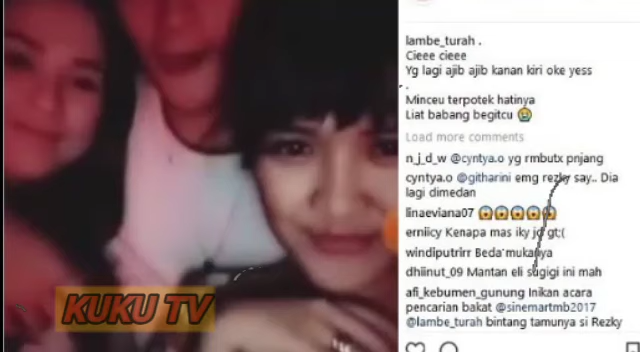 lambe_turah .
Cieee cieee
Yg lagi ajib ajib kanan kiri oke yess
.
Minceu terpotek hatinya
Liat babang begitcu 😭
Load more comments
n_j_d_w @cyntya.o yg rmbutx pnjang
cyntya.o @githarini emg rezky say.. Dia
lagi dimedan
linaeviana07 😱😱😱😱😱
erniicy Kenapa mas iky jd gt;(
windiputrirr Beda mukanya
dhiinut_09 Mantan eli sugigi ini mah
afi_kebumen_gunung Inikan acara
pencarian bakat @sinemartmb2017
@lambe_turah bintang tamunya si Rezky
KUKU TV